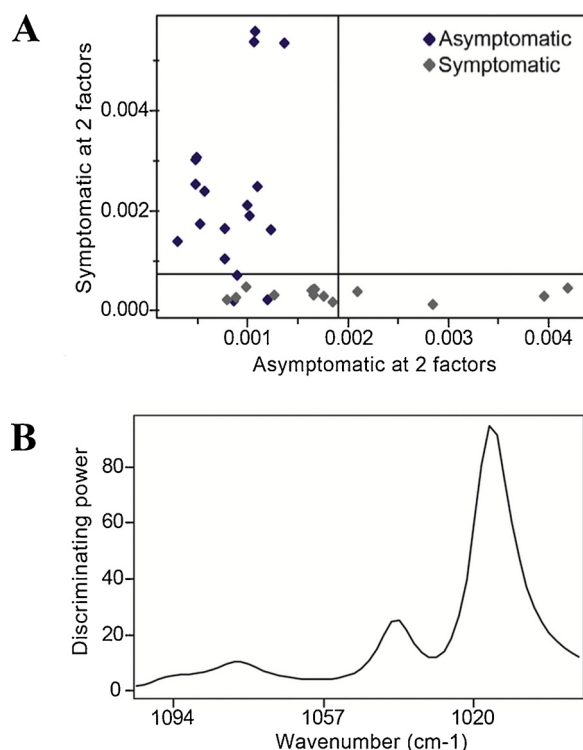 A
Asymptomatic
Symptomatic
Symptomatic at 2 factors
0.004
0.002
0.000
0.001 0.002 0.003 0.004
Asymptomatic at 2 factors
B
Discriminating power
80
60
40
20
0
1094 1057 1020
Wavenumber (cm-1)